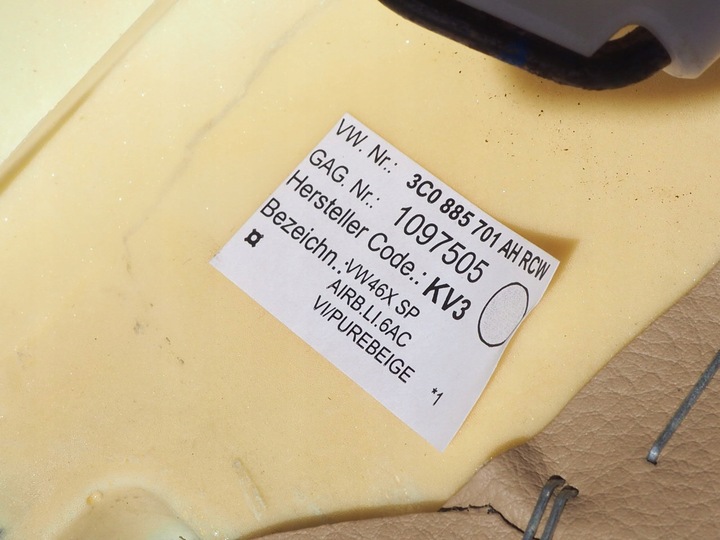 VW. Nr.: 3C0 885 701 AH RCW
GAG. Nr.: 1097505
Hersteller Code.: KV3
Bezeichn.:VW46X SP
AIRB.LI.6AC
VI/PUREBEIGE
*1